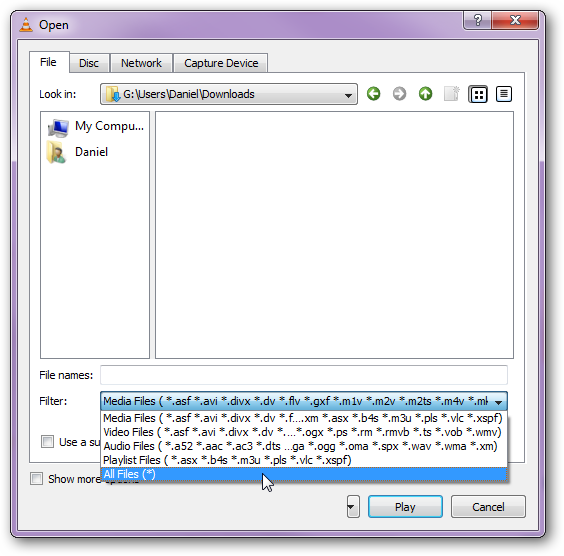 Open
File Disc Network Capture Device
Look in: G:\Users\Daniel\Downloads
My Compu...
Daniel
File names:
Filter: Media Files ( *.asf *.avi *.divx *.dv *.flv *.gxf *.m1v *.m2v *.m2ts *.m4v
Media Files ( *.asf *.avi *.divx *.dv *.f....xm *.asx *.b4s *.m3u *.pls *.vlc *.xspf)
Video Files ( *.asf *.avi *.divx *.dv ....*.ogx *.ps *.rm *.rmvb *.ts *.vob *.wmv)
Use a su
Audio Files ( *.a52 *.aac *.ac3 *.dts ...ga *.ogg *.oma *.spx *.wav *.wma *.xm)
Playlist Files ( *.asx *.b4s *.m3u *.pls *.vlc *.xspf)
All Files (*)
Show more
Play Cancel